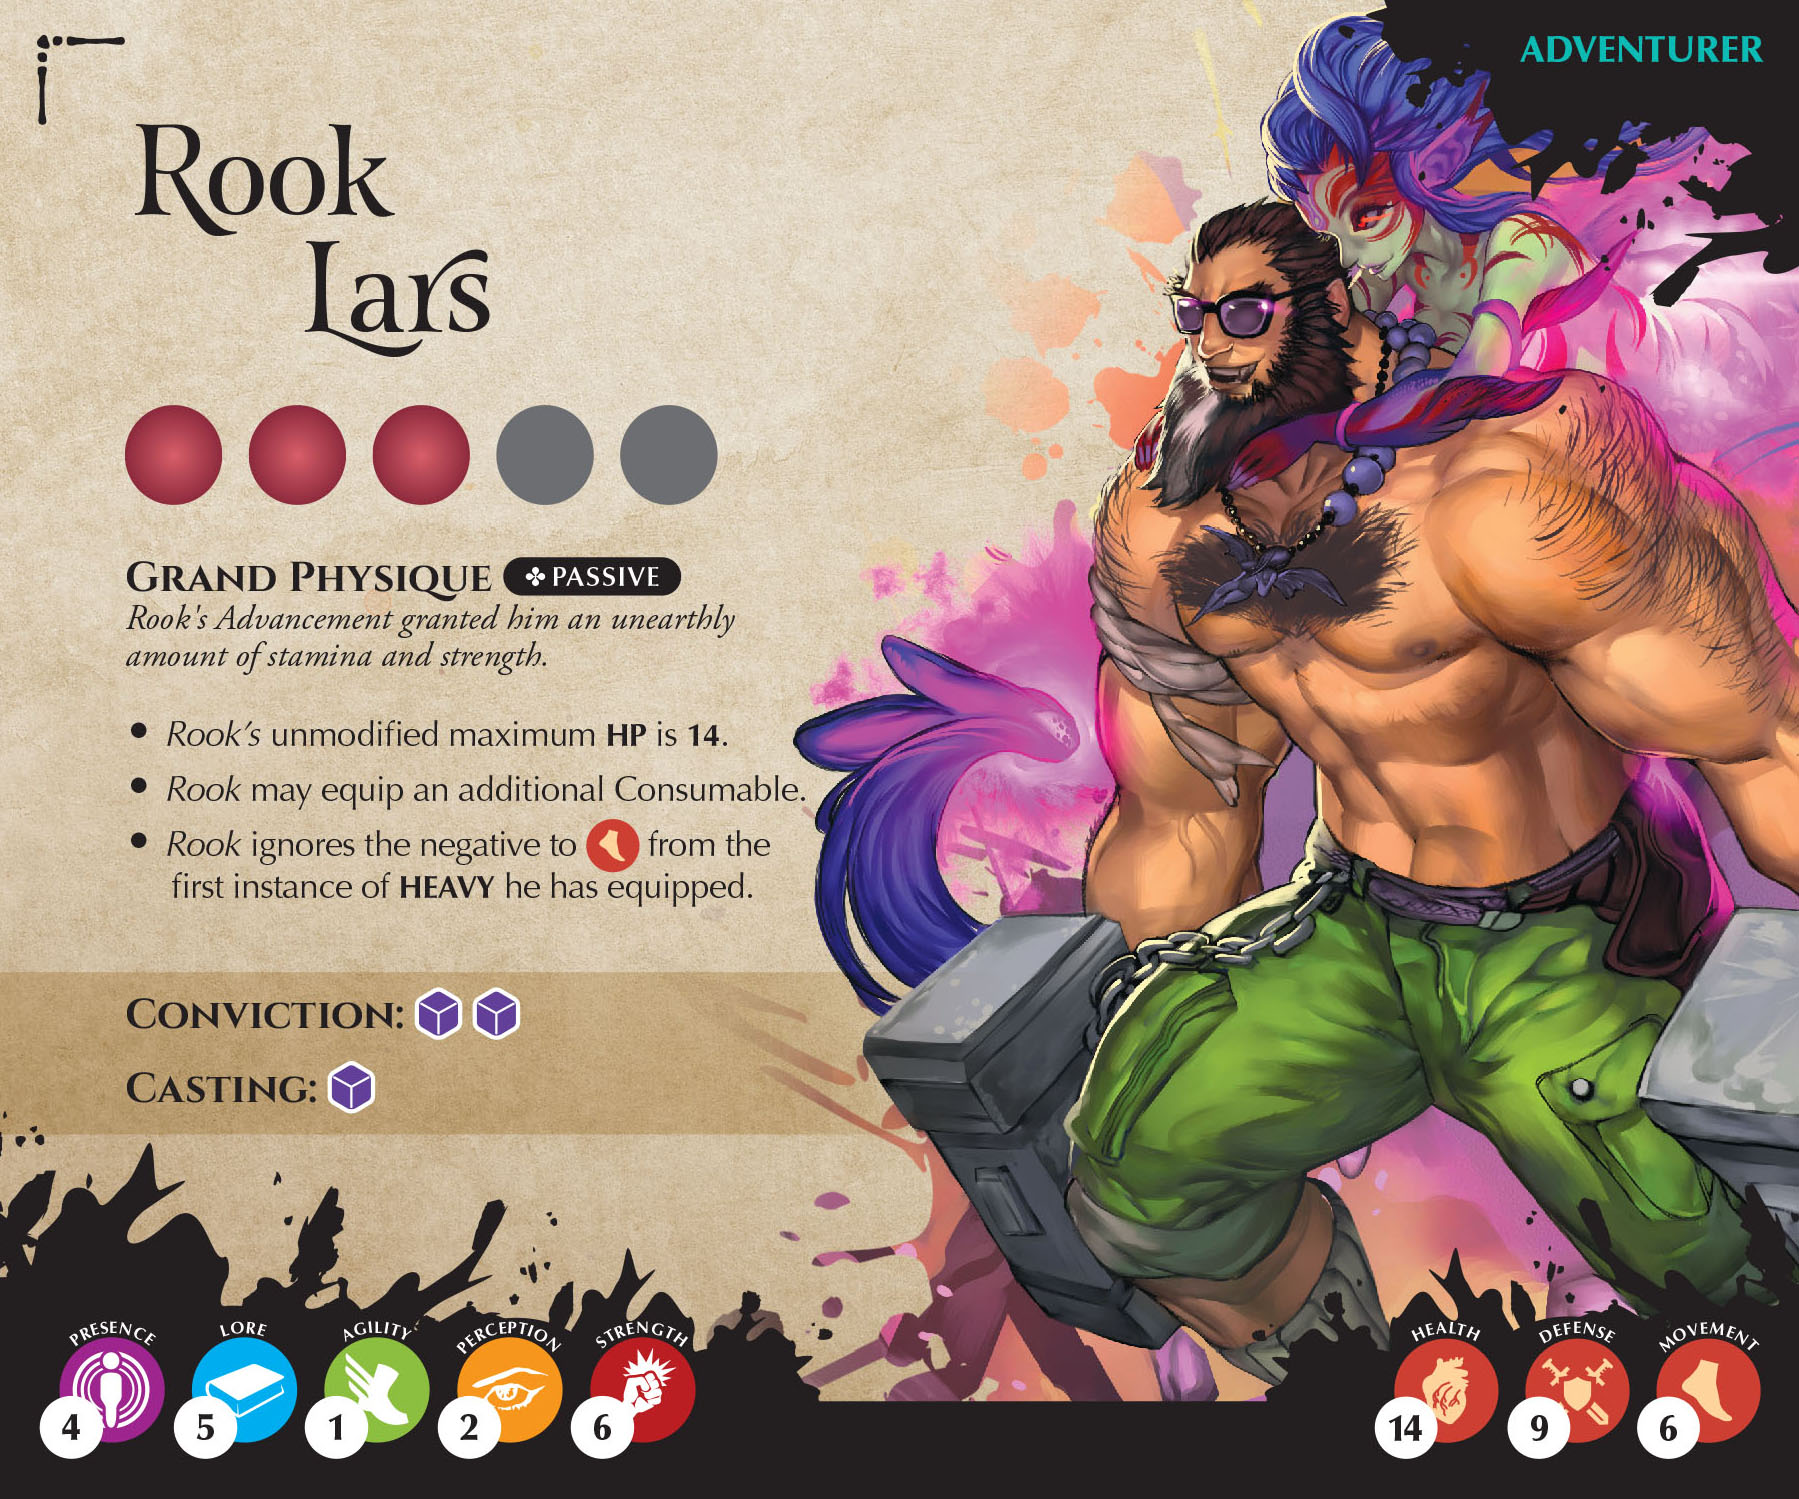 ADVENTURER
Rook
Lars
GRAND PHYSIQUE PASSIVE
Rook's Advancement granted him an unearthly
amount of stamina and strength.
• Rook's unmodified maximum HP is 14.
• Rook may equip an additional Consumable.
• Rook ignores the negative to from the
first instance of HEAVY he has equipped.
CONVICTION:
CASTING:
PRESENCE LORE AGILITY PERCEPTION STRENGTH HEALTH DEFENSE MOVEMENT
4 5 1 2 6 14 9 6